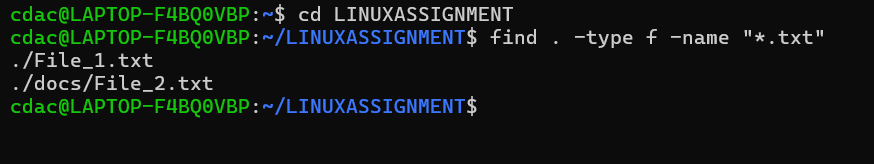 cdac@LAPTOP-F4BQ0VBP:~$ cd LINUXASSIGNMENT
cdac@LAPTOP-F4BQ0VBP:~/LINUXASSIGNMENT$ find . -type f -name "*.txt"
./File_1.txt
./docs/File_2.txt
cdac@LAPTOP-F4BQ0VBP:~/LINUXASSIGNMENT$